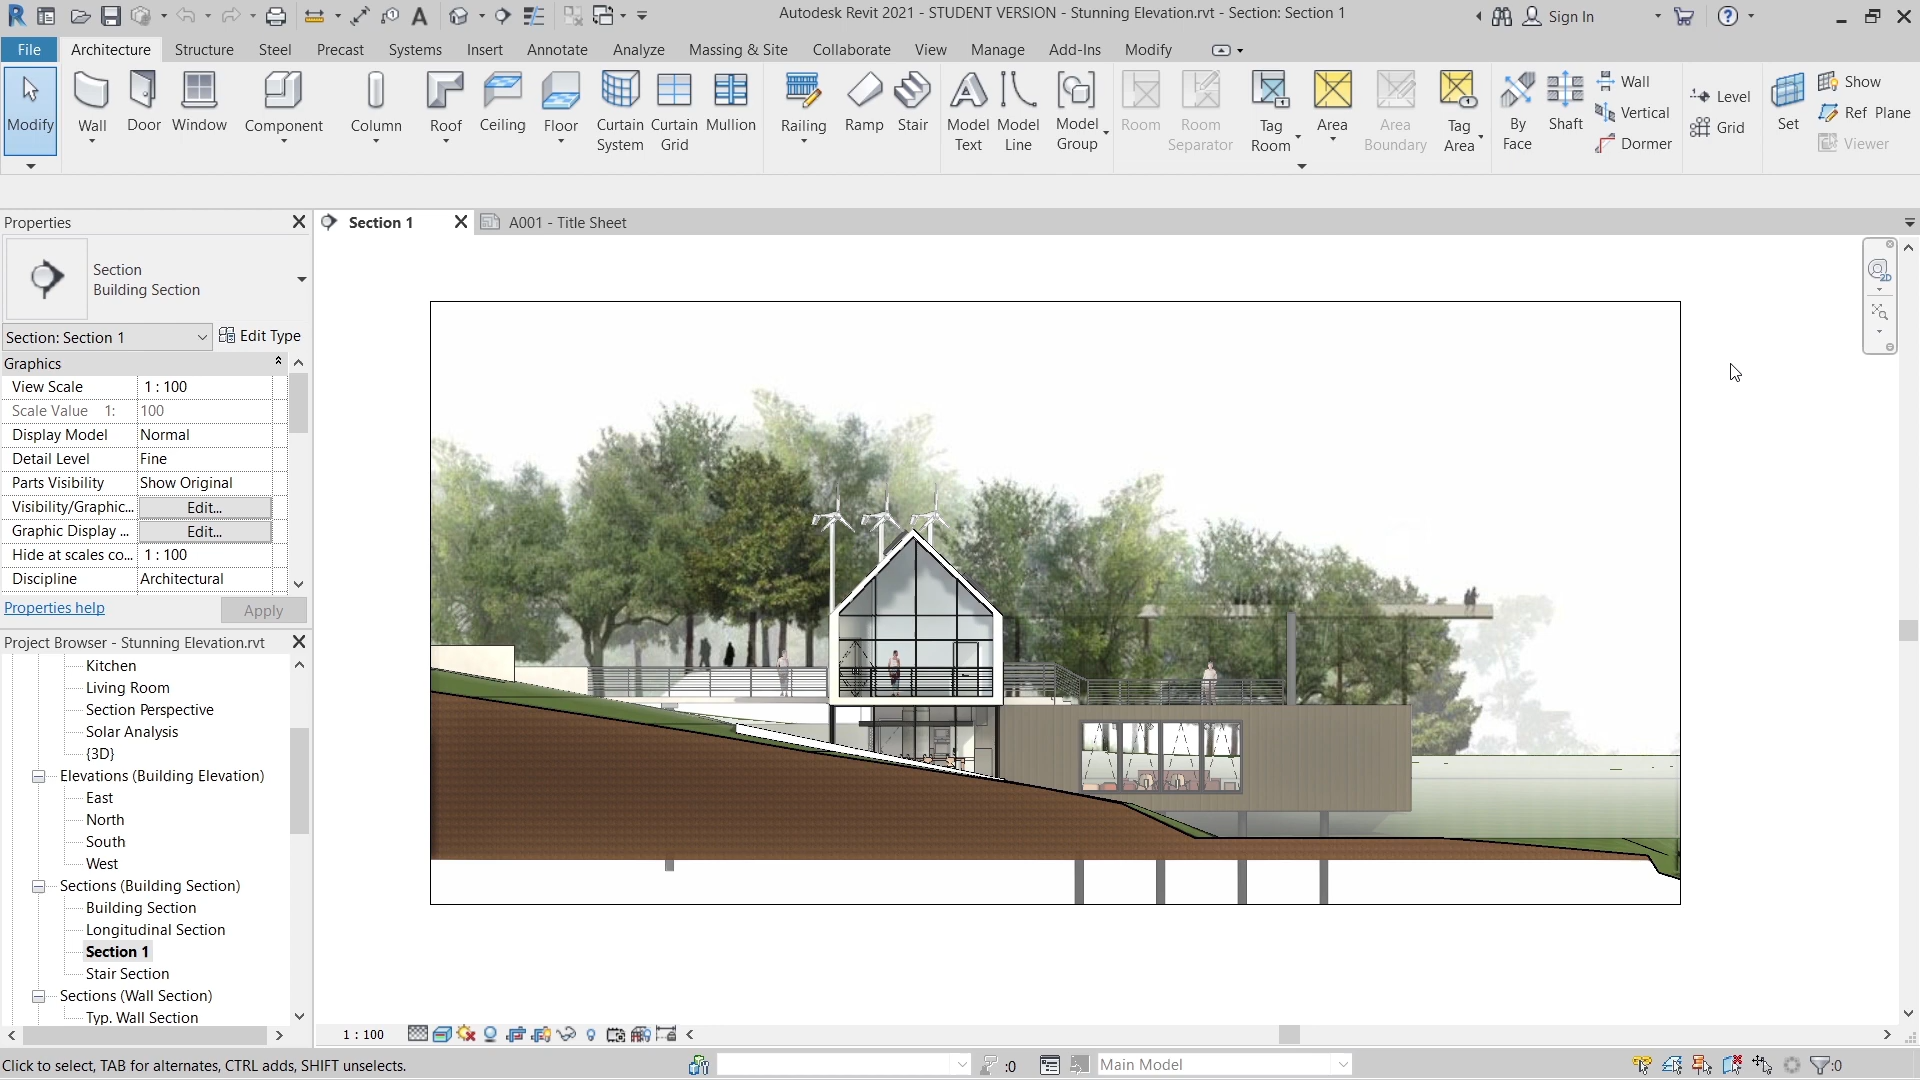 Autodesk Revit 2021 - STUDENT VERSION - Stunning Elevation.rvt - Section: Section 1
Sign In
File Architecture Structure Steel Precast Systems Insert Annotate Analyze Massing & Site Collaborate View Manage Add-Ins Modify
Modify
Wall
Door
Window
Component
Column
Roof
Ceiling
Floor
Curtain System
Curtain Grid
Mullion
Railing
Ramp
Stair
Model Text
Model Line
Model Group
Room
Room Separator
Tag Room
Area
Area Boundary
Tag Area
By Face
Shaft
Wall
Vertical
Dormer
Level
Grid
Set
Show
Ref Plane
Viewer
Properties
Section 1
A001 - Title Sheet
2D
Section
Building Section
Section: Section 1
Edit Type
Graphics
View Scale 1 : 100
Scale Value 1: 100
Display Model Normal
Detail Level Fine
Parts Visibility Show Original
Visibility/Graphic... Edit...
Graphic Display ... Edit...
Hide at scales co... 1 : 100
Discipline Architectural
Properties help
Apply
Project Browser - Stunning Elevation.rvt
Kitchen
Living Room
Section Perspective
Solar Analysis
{3D}
Elevations (Building Elevation)
East
North
South
West
Sections (Building Section)
Building Section
Longitudinal Section
Section 1
Stair Section
Sections (Wall Section)
Typ. Wall Section
1 : 100
Click to select, TAB for alternates, CTRL adds, SHIFT unselects.
:0
Main Model
:0